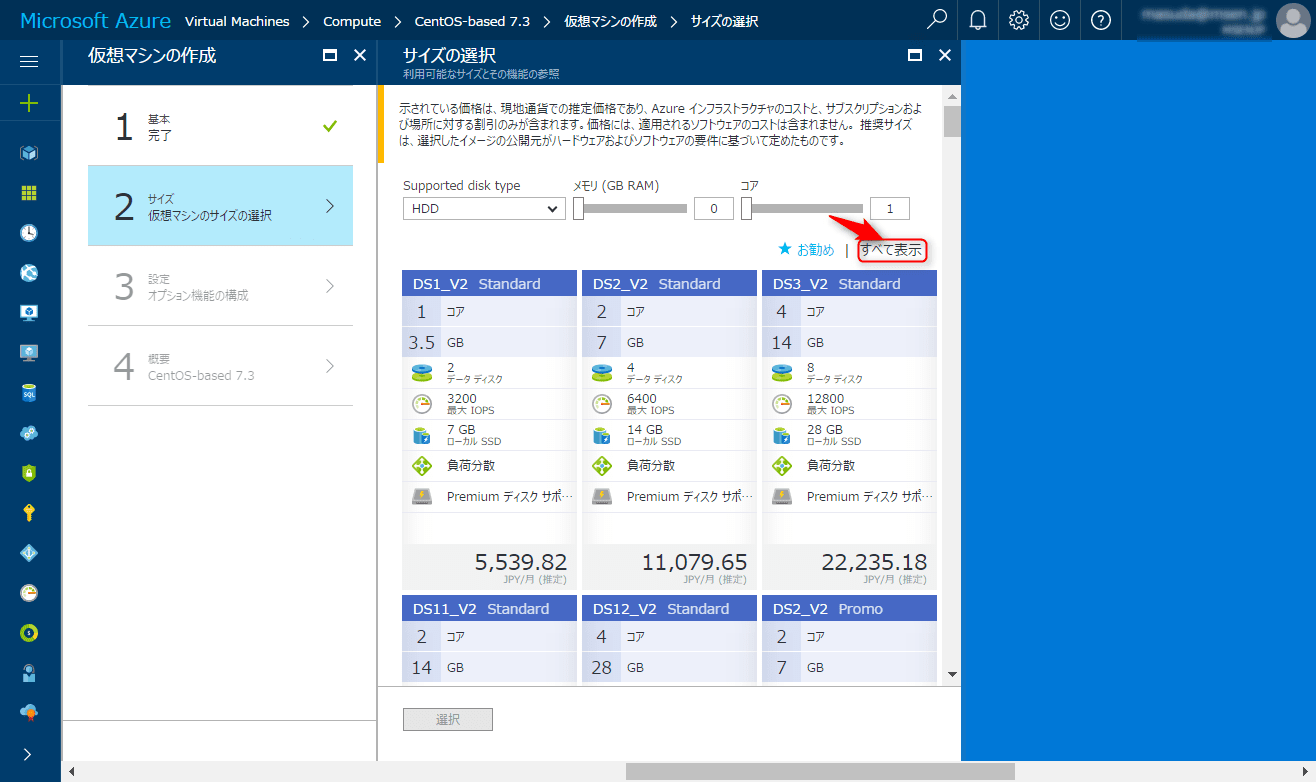 Microsoft Azure Virtual Machines > Compute > CentOS-based 7.3 > 仮想マシンの作成 > サイズの選択
仮想マシンの作成
1 基本
完了
2 サイズ
仮想マシンのサイズの選択
3 設定
オプション機能の構成
4 概要
CentOS-based 7.3
サイズの選択
利用可能なサイズとその機能の参照
示されている価格は、現地通貨での推定価格であり、Azure インフラストラクチャのコストと、サブスクリプションおよ
び場所に対する割引のみが含まれます。価格には、適用されるソフトウェアのコストは含まれません。 推奨サイズ
は、選択したイメージの公開元がハードウェアおよびソフトウェアの要件に基づいて定めたものです。
Supported disk type メモリ (GB RAM) コア
HDD 0 1
★ お勧め | すべて表示
DS1_V2 Standard
1 コア
3.5 GB
2
データ ディスク
3200
最大 IOPS
7 GB
ローカル SSD
負荷分散
Premium ディスク サポ…
5,539.82
JPY/月 (推定)
DS2_V2 Standard
2 コア
7 GB
4
データ ディスク
6400
最大 IOPS
14 GB
ローカル SSD
負荷分散
Premium ディスク サポ…
11,079.65
JPY/月 (推定)
DS3_V2 Standard
4 コア
14 GB
8
データ ディスク
12800
最大 IOPS
28 GB
ローカル SSD
負荷分散
Premium ディスク サポ…
22,235.18
JPY/月 (推定)
DS11_V2 Standard
2 コア
14 GB
DS12_V2 Standard
4 コア
28 GB
DS2_V2 Promo
2 コア
7 GB
選択